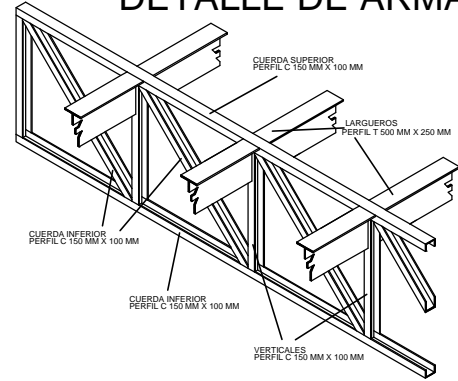 DETALLE DE ARMA
CUERDA SUPERIOR
PERFIL C 150 MM X 100 MM
LARGUEROS
PERFIL T 500 MM X 250 MM
CUERDA INFERIOR
PERFIL C 150 MM X 100 MM
CUERDA INFERIOR
PERFIL C 150 MM X 100 MM
VERTICALES
PERFIL C 150 MM X 100 MM